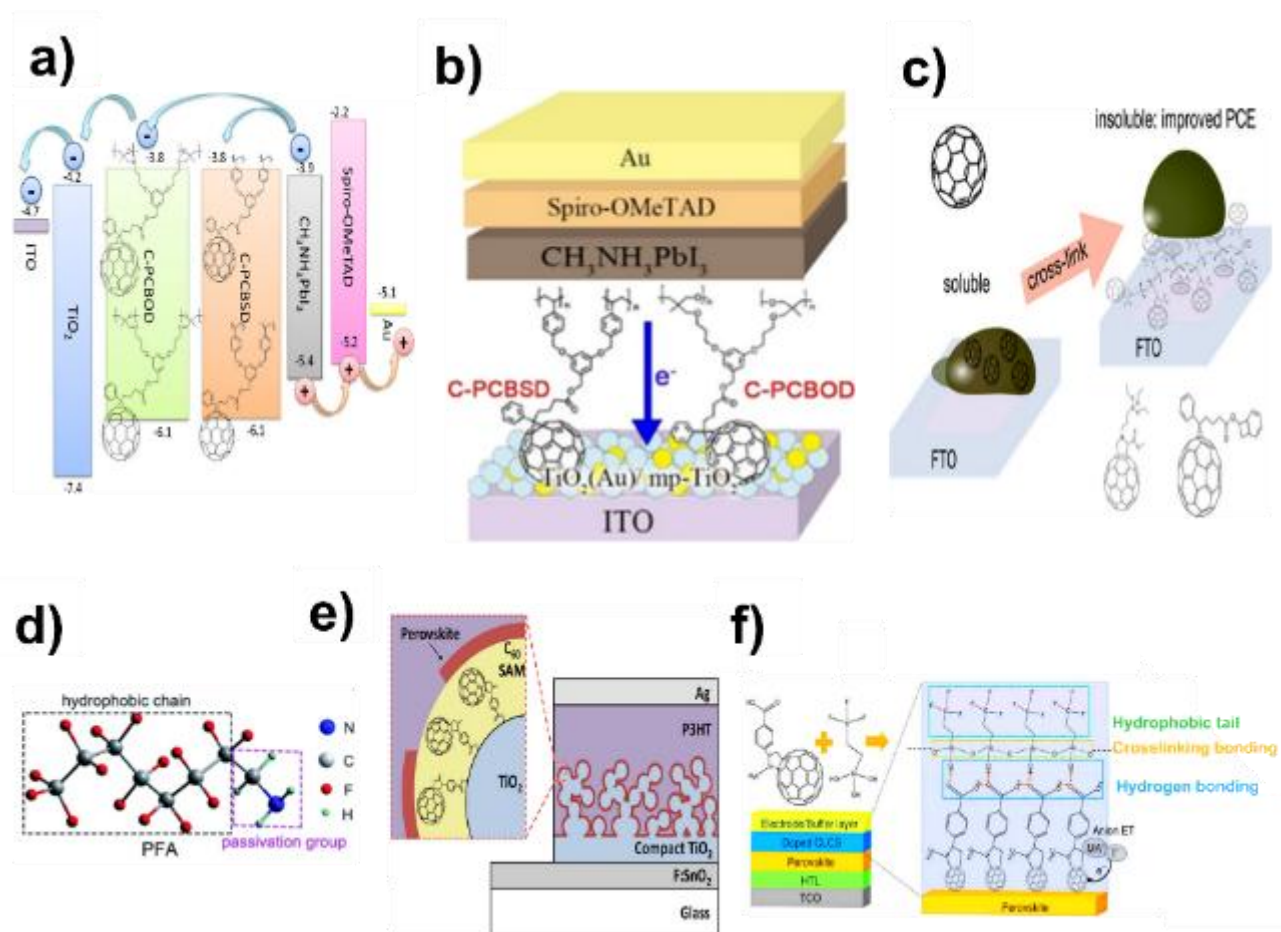 a)
-2.2
-3.8
-3.8
-3.9
-4.2
-4.7
ITO
TiO2
C-PCBOD
C-PCBSD
CH3NH3PbI3
Spiro-OMeTAD
-5.1
Au
-5.2
-5.4
-6.1
-6.1
-7.4
b)
Au
Spiro-OMeTAD
CH3NH3PbI3
C-PCBSD
e-
C-PCBOD
TiO2(Au)/ mp-TiO2
ITO
c)
insoluble: improved PCE
soluble
cross-link
FTO
FTO
d)
hydrophobic chain
N
C
F
H
PFA
passivation group
e)
Perovskite
C60
SAM
TiO2
Ag
P3HT
Compact TiO2
F:SnO2
Glass
f)
Hydrophobic tail
Crosslinking bonding
Hydrogen bonding
Electrode/Buffer layer
Perovskite
HTL
TCO
Anion ET
Perovskite